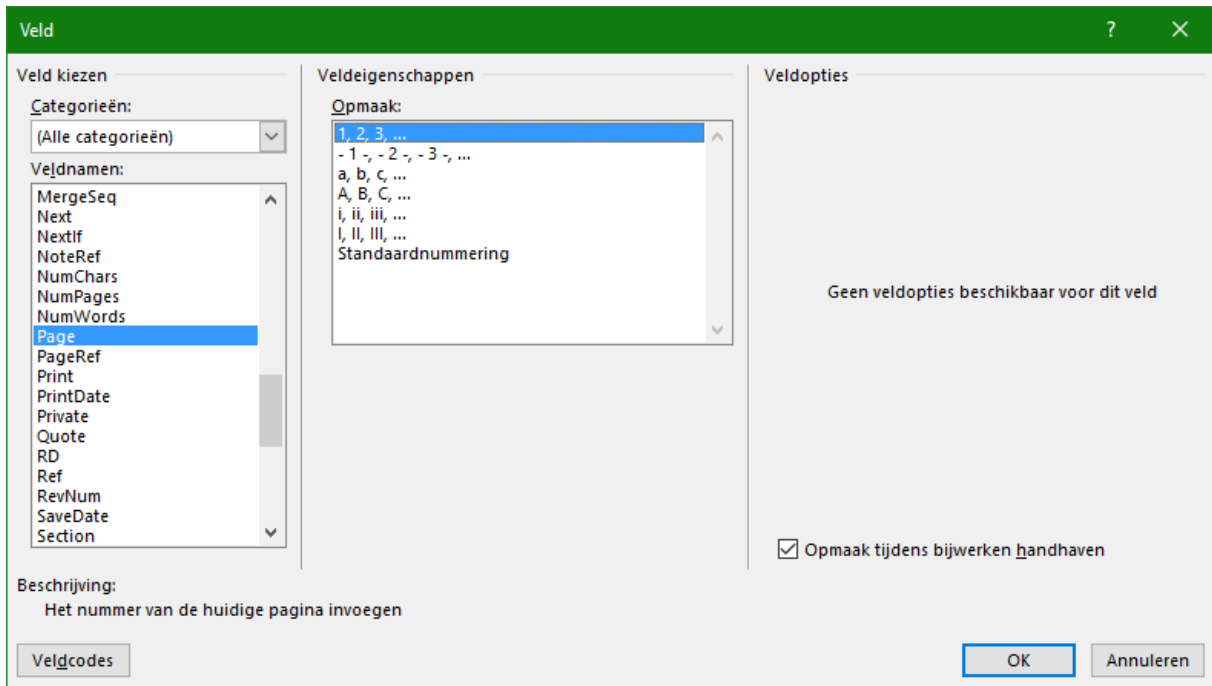 Veld
Veld kiezen
Categorieën:
(Alle categorieën)
Veldnamen:
MergeSeq
Next
NextIf
NoteRef
NumChars
NumPages
NumWords
Page
PageRef
Print
PrintDate
Private
Quote
RD
Ref
RevNum
SaveDate
Section
Veldeigenschappen
Opmaak:
1, 2, 3, ...
- 1 -, - 2 -, - 3 -, ...
a, b, c, ...
A, B, C, ...
i, ii, iii, ...
I, II, III, ...
Standaardnummering
Veldopties
Geen veldopties beschikbaar voor dit veld
Opmaak tijdens bijwerken handhaven
Beschrijving:
Het nummer van de huidige pagina invoegen
Veldcodes
OK
Annuleren